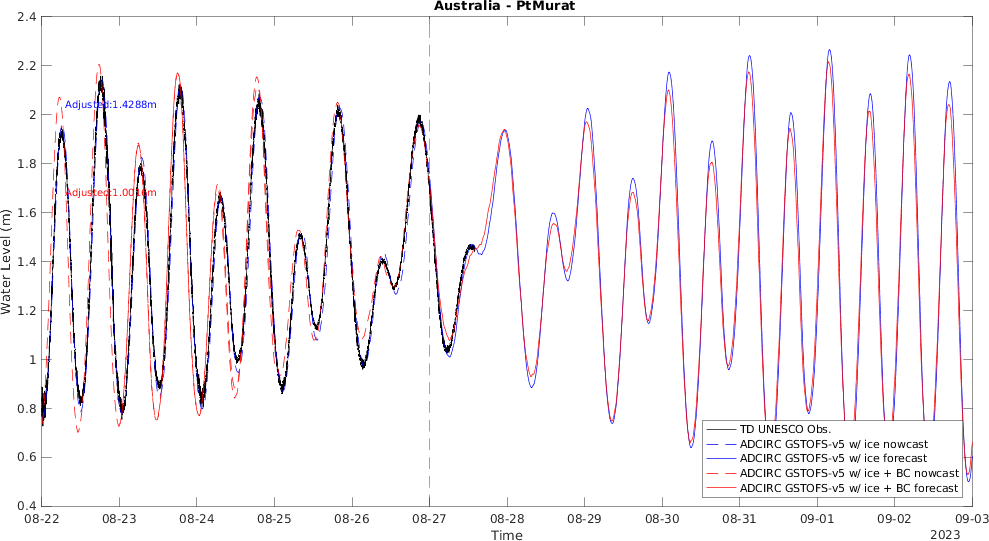 Australia - PtMurat
2.4
2.2
2
1.8
1.6
1.4
1.2
1
0.8
0.6
0.4
Water Level (m)
Adjusted:1.4288m
TD UNESCO Obs.
ADCIRC GSTOFS-v5 w/ ice nowcast
ADCIRC GSTOFS-v5 w/ ice forecast
ADCIRC GSTOFS-v5 w/ ice + BC nowcast
ADCIRC GSTOFS-v5 w/ ice + BC forecast
08-22 08-23 08-24 08-25 08-26 08-27 08-28 08-29 08-30 08-31 09-01 09-02 09-03
Time
2023